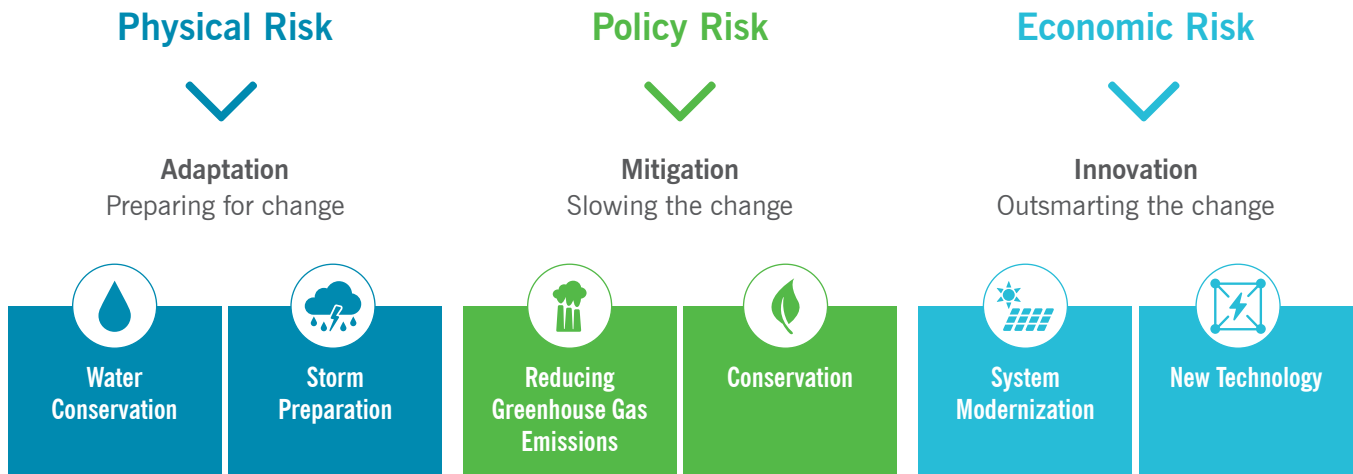 Physical Risk
Adaptation
Preparing for change
Water
Conservation
Storm
Preparation
Policy Risk
Mitigation
Slowing the change
Reducing
Greenhouse Gas
Emissions
Conservation
Economic Risk
Innovation
Outsmarting the change
System
Modernization
New Technology